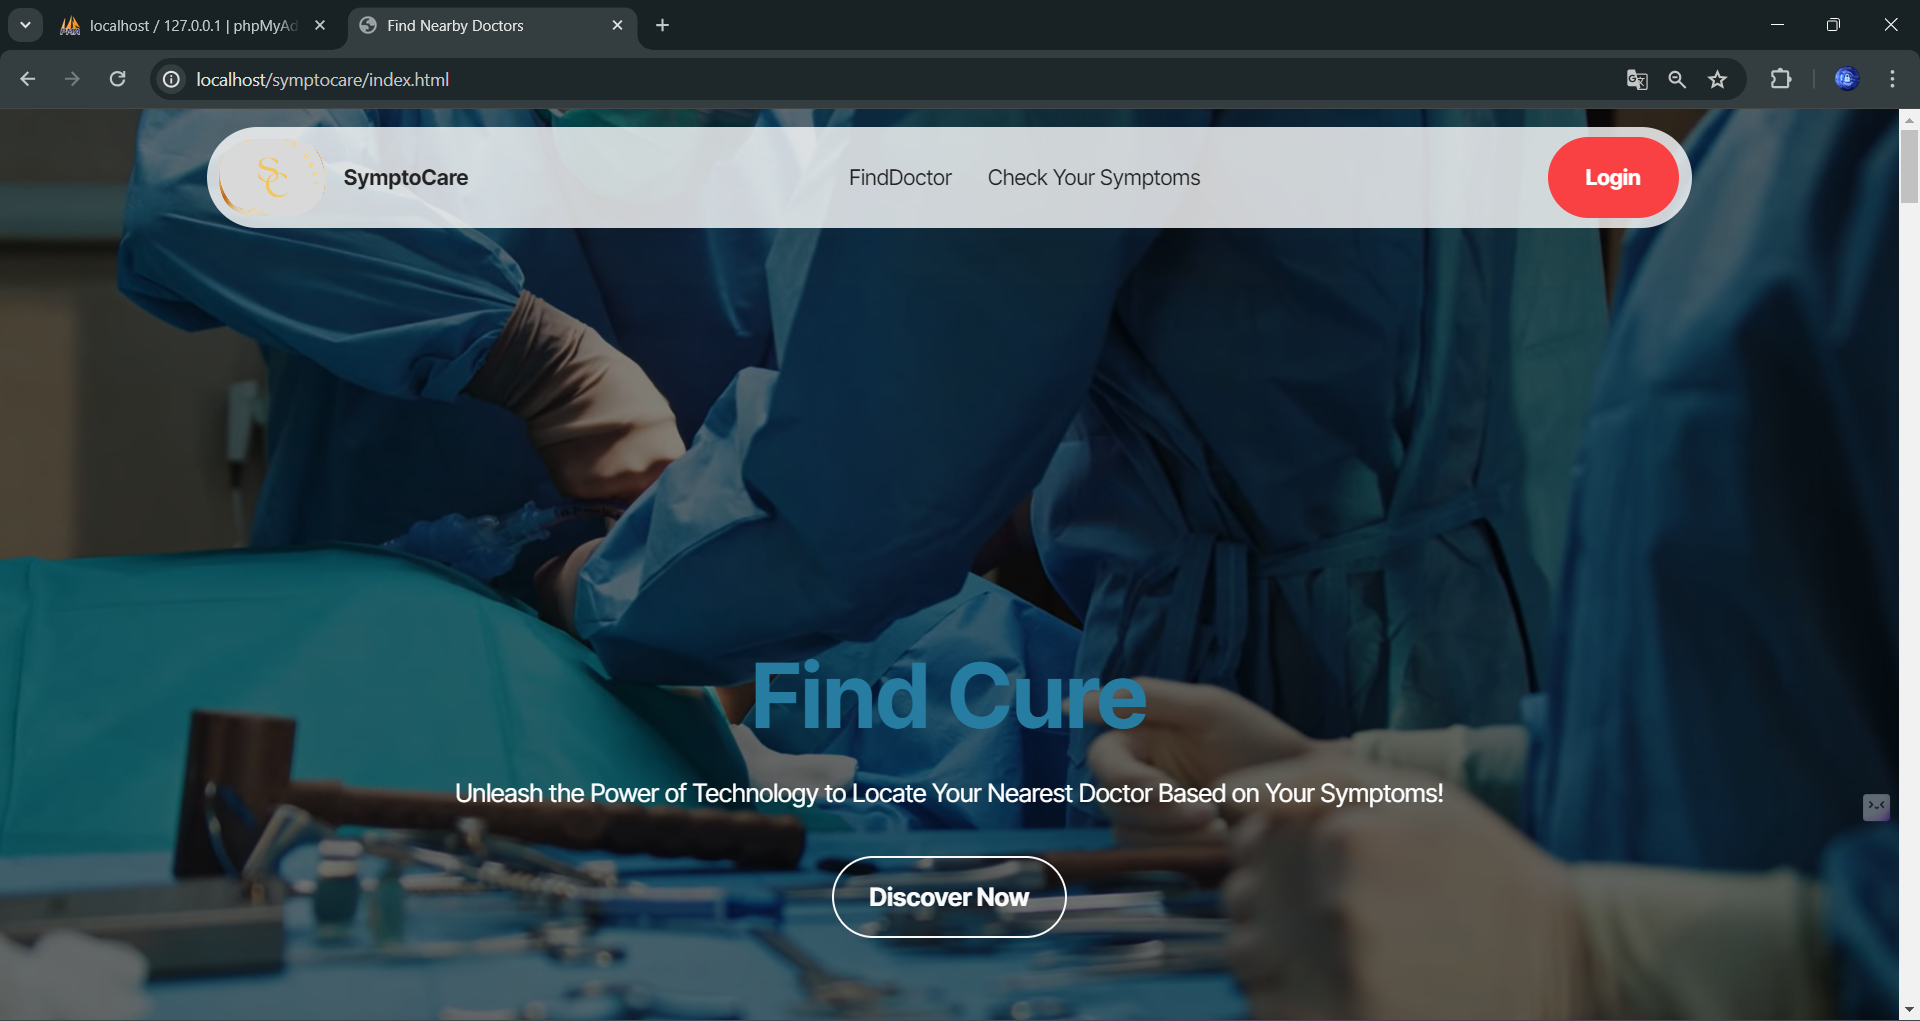 localhost / 127.0.0.1 | phpMyAd
Find Nearby Doctors
localhost/symptocare/index.html
SC
SymptoCare
FindDoctor
Check Your Symptoms
Login
Find Cure
Unleash the Power of Technology to Locate Your Nearest Doctor Based on Your Symptoms!
Discover Now